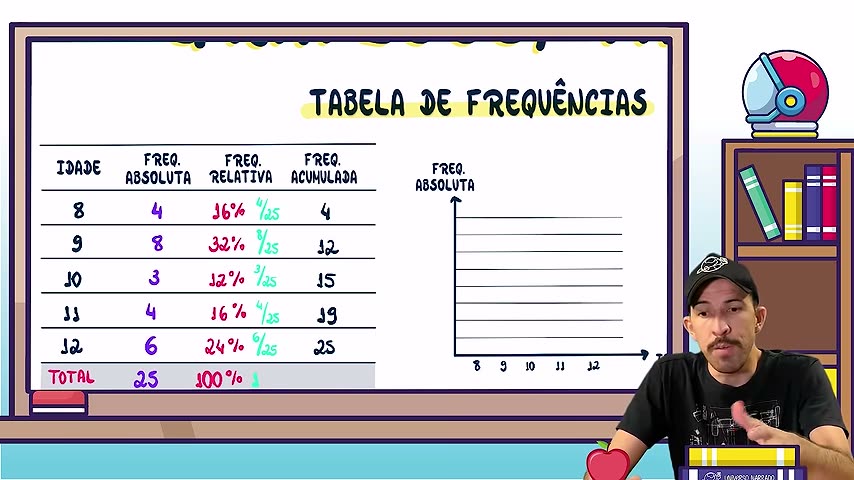 TABELA DE FREQUÊNCIAS
IDADE FREQ. ABSOLUTA FREQ. RELATIVA FREQ. ACUMULADA
8 4 16% 4/25 4
9 8 32% 8/25 12
10 3 12% 3/25 15
11 4 16% 4/25 19
12 6 24% 6/25 25
TOTAL 25 100% 1
FREQ.
ABSOLUTA
8 9 10 11 12
UNIVERSO NARRADO